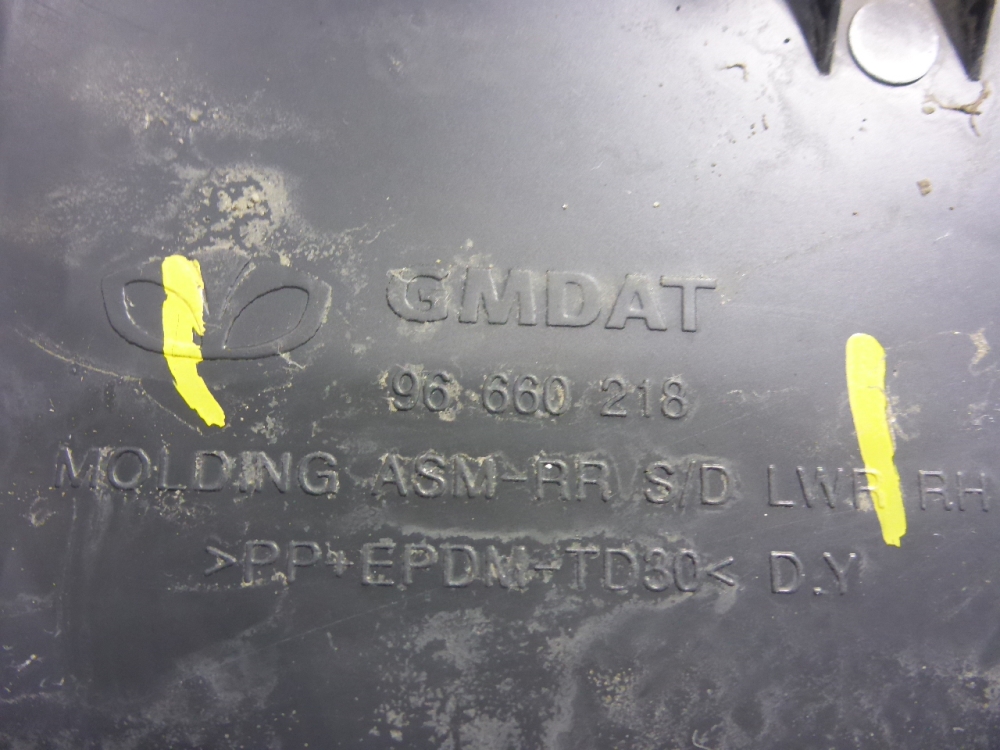 GMDAT
96 660 218
MOLDING ASM-RR S/D LWR RH
>PP+EPDM-TD30< D.Y